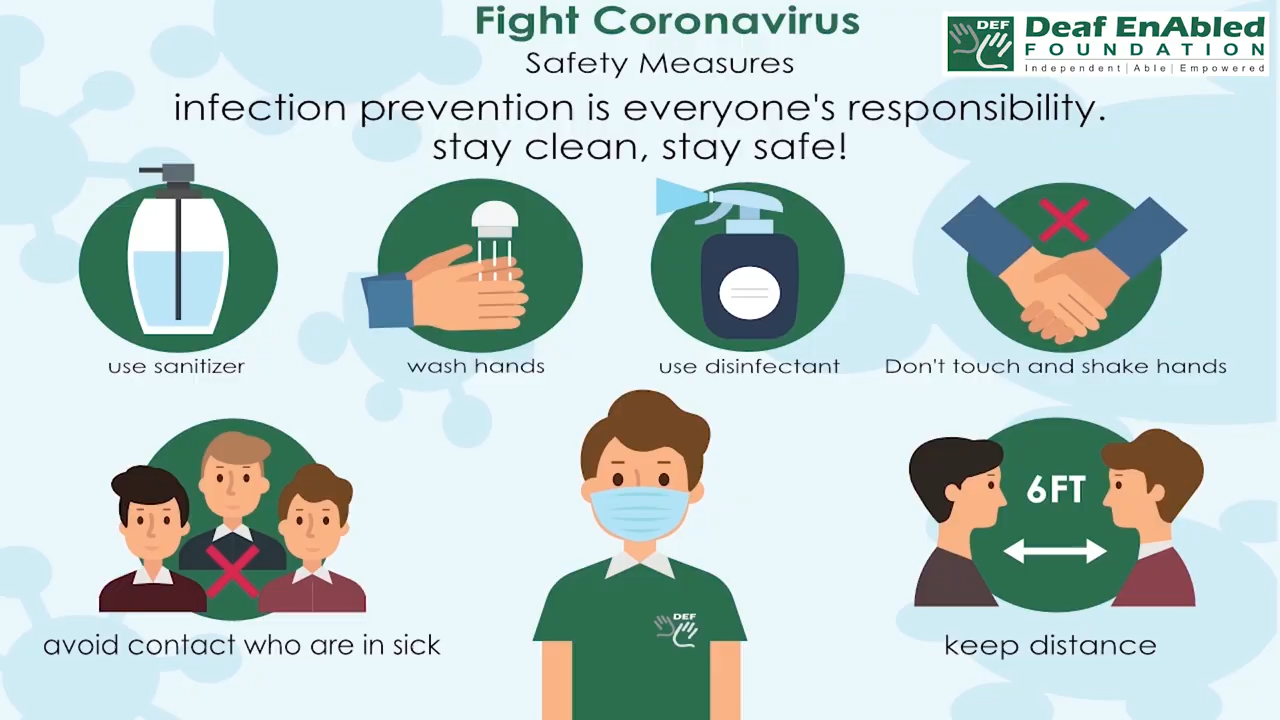 Fight Coronavirus
Safety Measures
DEF
Deaf EnAbled
FOUNDATION
Independent | Able | Empowered
infection prevention is everyone's responsibility.
stay clean, stay safe!
use sanitizer
wash hands
use disinfectant
Don't touch and shake hands
6FT
DEF
avoid contact who are in sick
keep distance